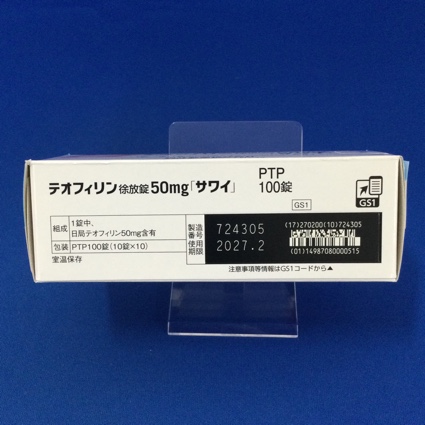 テオフィリン徐放錠50mg「サワイ」
PTP
100錠
GS1
GS1
組成
1錠中、
日局テオフィリン50mg含有
包装
PTP100錠(10錠×10)
室温保存
製造番号
724305
使用期限
2027.2
(17)270200(10)724305
(01)14987080000515
注意事項等情報はGS1コードから▲